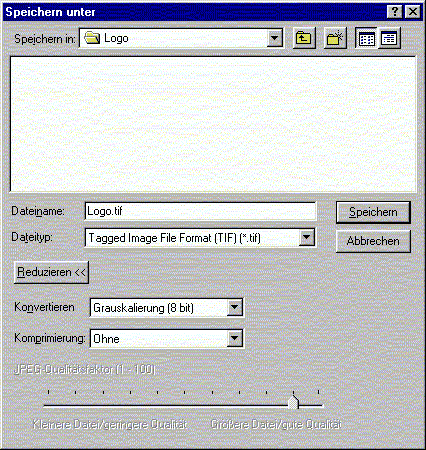 Speichern unter
Speichern in: Logo
Dateiname: Logo.tif Speichern
Dateityp: Tagged Image File Format (TIF) (*.tif) Abbrechen
Reduzieren <<
Konvertieren Grauskalierung (8 bit)
Komprimierung: Ohne
JPEG-Qualitätsfaktor (1 - 100)
Kleinere Datei/geringere Qualität Größere Datei/gute Qualität